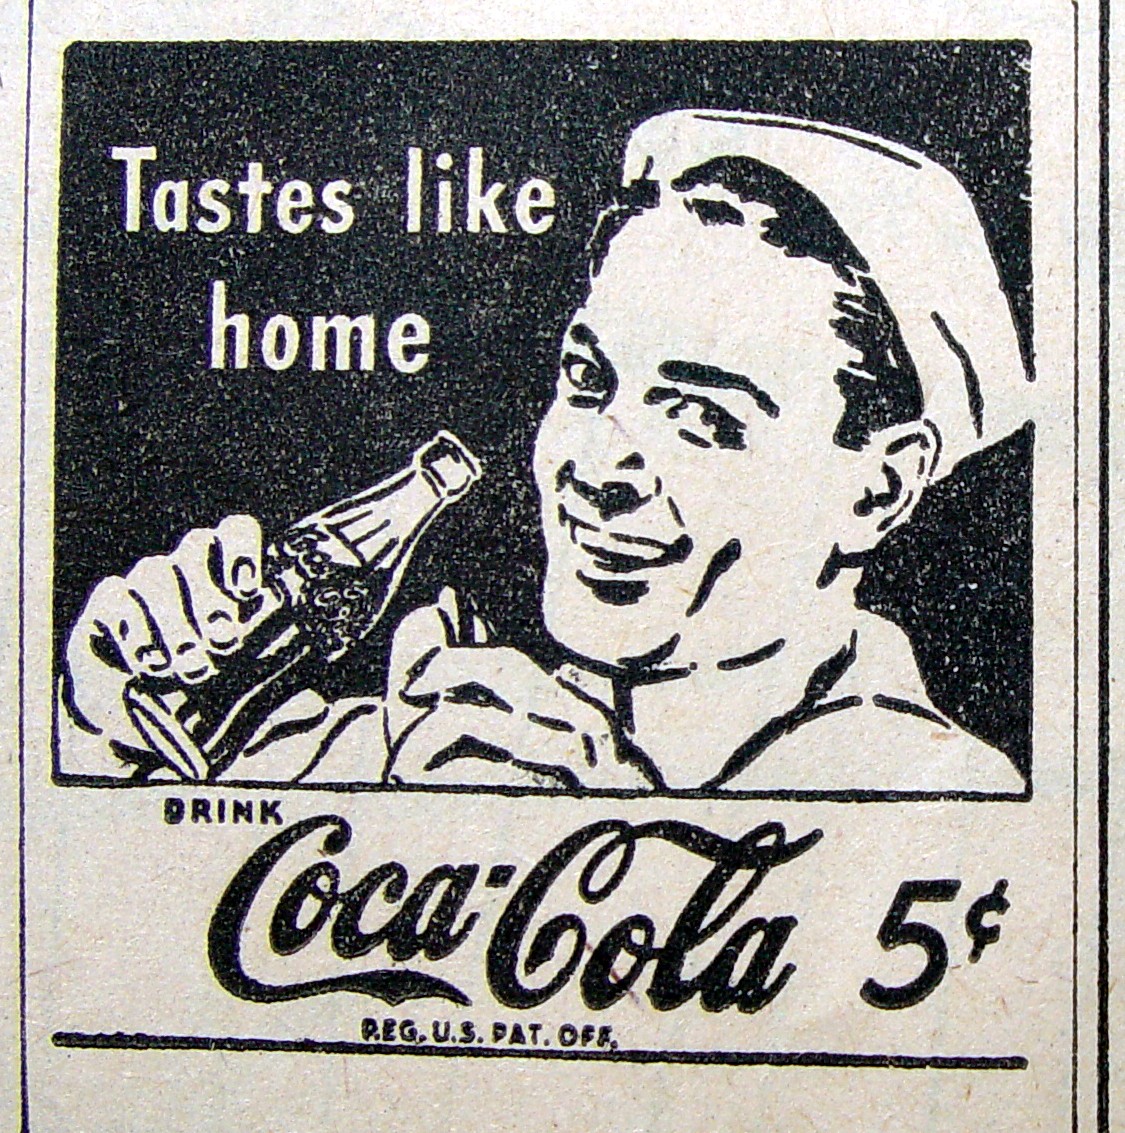 Tastes like
home
DRINK
Coca-Cola 5¢
REG. U.S. PAT. OFF.